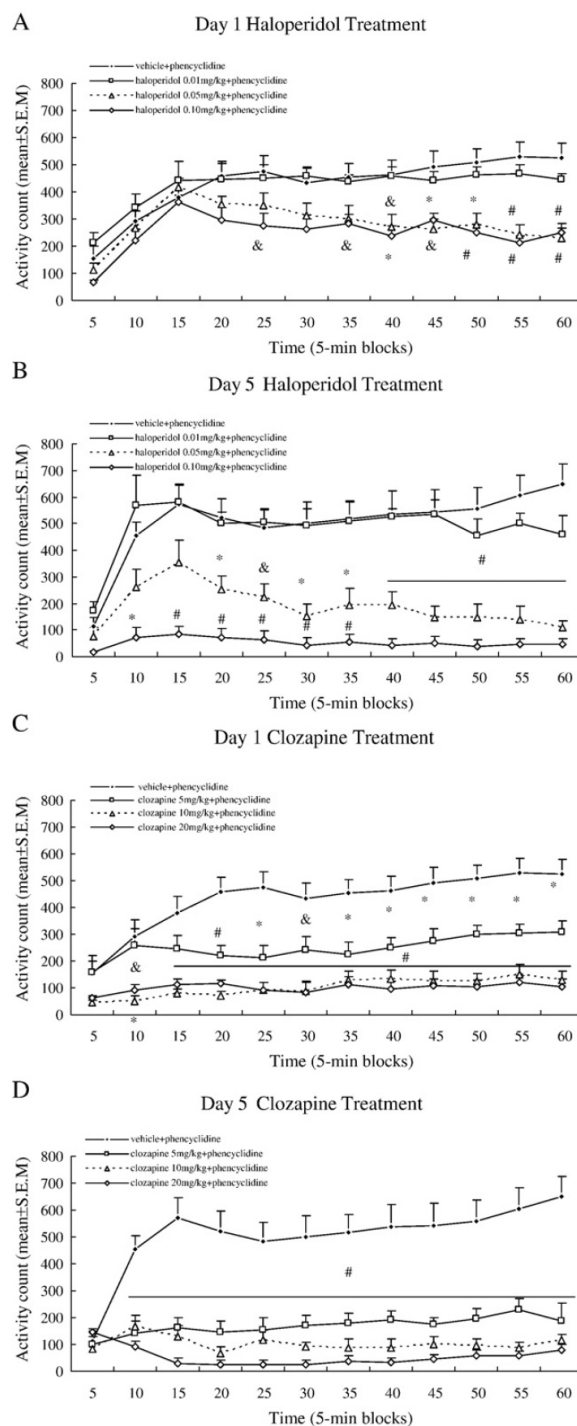 A
Day 1 Haloperidol Treatment
vehicle+phencyclidine
haloperidol 0.01mg/kg+phencyclidine
haloperidol 0.05mg/kg+phencyclidine
haloperidol 0.10mg/kg+phencyclidine
Activity count (mean±S.E.M)
800
700
600
500
400
300
200
100
0
& * * # #
& & & #
* # #
5 10 15 20 25 30 35 40 45 50 55 60
Time (5-min blocks)
B
Day 5 Haloperidol Treatment
vehicle+phencyclidine
haloperidol 0.01mg/kg+phencyclidine
haloperidol 0.05mg/kg+phencyclidine
haloperidol 0.10mg/kg+phencyclidine
Activity count (mean±S.E.M)
800
700
600
500
400
300
200
100
0
* & * * #
* # # # # #
5 10 15 20 25 30 35 40 45 50 55 60
Time (5-min blocks)
C
Day 1 Clozapine Treatment
vehicle+phencyclidine
clozapine 5mg/kg+phencyclidine
clozapine 10mg/kg+phencyclidine
clozapine 20mg/kg+phencyclidine
Activity count (mean±S.E.M)
800
700
600
500
400
300
200
100
0
# * & * * * * * *
& #
*
5 10 15 20 25 30 35 40 45 50 55 60
Time (5-min blocks)
D
Day 5 Clozapine Treatment
vehicle+phencyclidine
clozapine 5mg/kg+phencyclidine
clozapine 10mg/kg+phencyclidine
clozapine 20mg/kg+phencyclidine
Activity count (mean±S.E.M)
800
700
600
500
400
300
200
100
0
#
5 10 15 20 25 30 35 40 45 50 55 60
Time (5-min blocks)